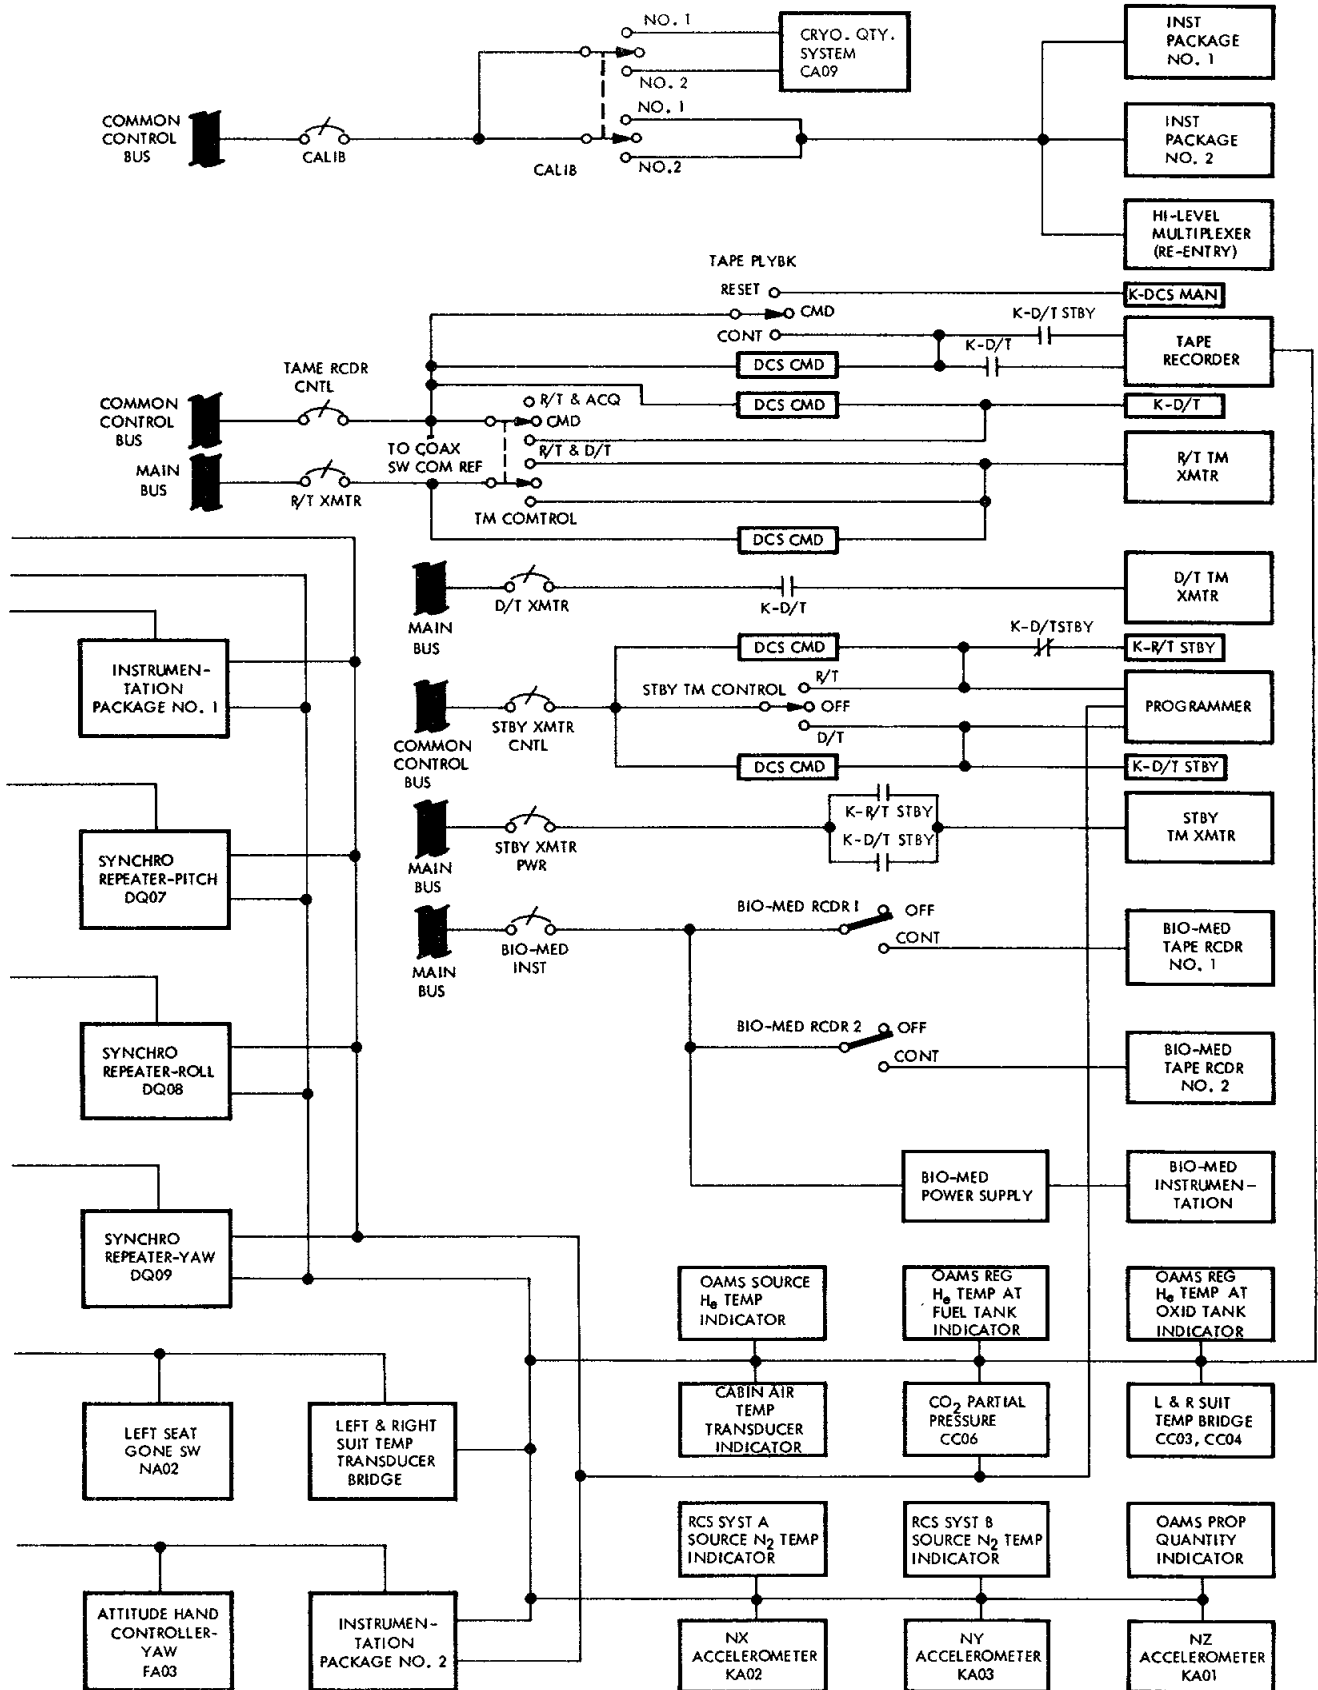 NO. 1
CRYO. QTY.
SYSTEM
CA09
NO. 2
INST
PACKAGE
NO. 1
COMMON
CONTROL
BUS
CALIB
CALIB
NO. 1
NO.2
INST
PACKAGE
NO. 2
HI-LEVEL
MULTIPLEXER
(RE-ENTRY)
TAPE PLYBK
RESET
CMD
CONT
K-DCS MAN
K-D/T STBY
K-D/T
TAPE
RECORDER
TAME RCDR
CNTL
DCS CMD
COMMON
CONTROL
BUS
R/T & ACQ
CMD
DCS CMD
K-D/T
TO COAX
SW COM REF
R/T & D/T
MAIN
BUS
R/T XMTR
TM COMTROL
R/T TM
XMTR
DCS CMD
MAIN
BUS
D/T XMTR
K-D/T
D/T TM
XMTR
INSTRUMEN-
TATION
PACKAGE NO. 1
DCS CMD
K-D/TSTBY
K-R/T STBY
STBY TM CONTROL
R/T
OFF
D/T
PROGRAMMER
COMMON
CONTROL
BUS
STBY XMTR
CNTL
DCS CMD
K-D/T STBY
SYNCHRO
REPEATER-PITCH
DQ07
MAIN
BUS
STBY XMTR
PWR
K-R/T STBY
K-D/T STBY
STBY
TM XMTR
MAIN
BUS
BIO-MED
INST
BIO-MED RCDR 1
OFF
CONT
BIO-MED
TAPE RCDR
NO. 1
SYNCHRO
REPEATER-ROLL
DQ08
BIO-MED RCDR 2
OFF
CONT
BIO-MED
TAPE RCDR
NO. 2
SYNCHRO
REPEATER-YAW
DQ09
BIO-MED
POWER SUPPLY
BIO-MED
INSTRUMEN-
TATION
OAMS SOURCE
He TEMP
INDICATOR
OAMS REG
He TEMP AT
FUEL TANK
INDICATOR
OAMS REG
He TEMP AT
OXID TANK
INDICATOR
LEFT SEAT
GONE SW
NA02
LEFT & RIGHT
SUIT TEMP
TRANSDUCER
BRIDGE
CABIN AIR
TEMP
TRANSDUCER
INDICATOR
CO2 PARTIAL
PRESSURE
CC06
L & R SUIT
TEMP BRIDGE
CC03, CC04
RCS SYST A
SOURCE N2 TEMP
INDICATOR
RCS SYST B
SOURCE N2 TEMP
INDICATOR
OAMS PROP
QUANTITY
INDICATOR
ATTITUDE HAND
CONTROLLER-
YAW
FA03
INSTRUMEN-
TATION
PACKAGE NO. 2
NX
ACCELEROMETER
KA02
NY
ACCELEROMETER
KA03
NZ
ACCELEROMETER
KA01